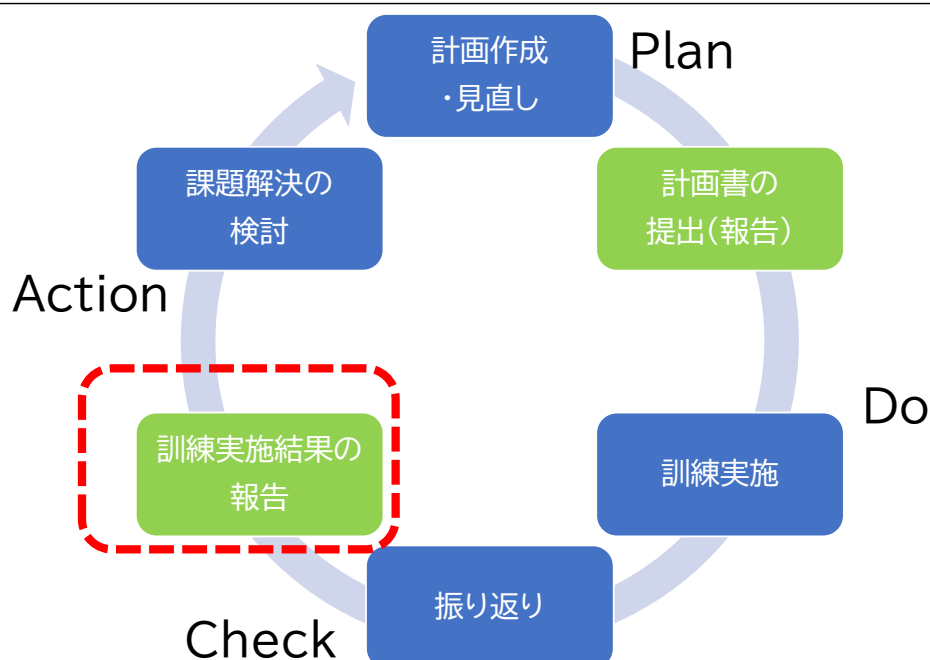 計画作成
・見直し
Plan
計画書の
提出(報告)
Do
訓練実施
振り返り
Check
訓練実施結果の
報告
Action
課題解決の
検討